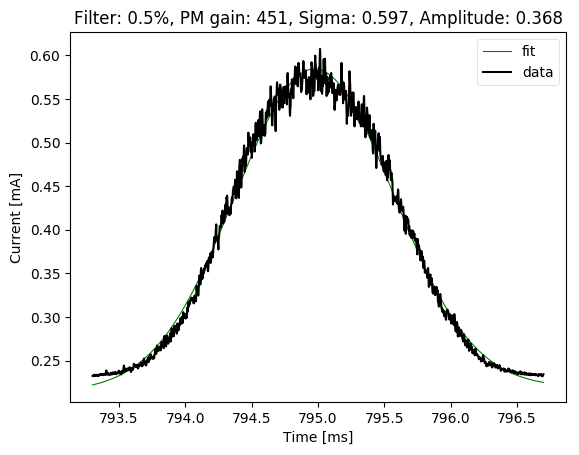 Filter: 0.5%, PM gain: 451, Sigma: 0.597, Amplitude: 0.368
fit
data
0.60
0.55
0.50
0.45
0.40
0.35
0.30
0.25
Current [mA]
793.5 794.0 794.5 795.0 795.5 796.0 796.5
Time [ms]